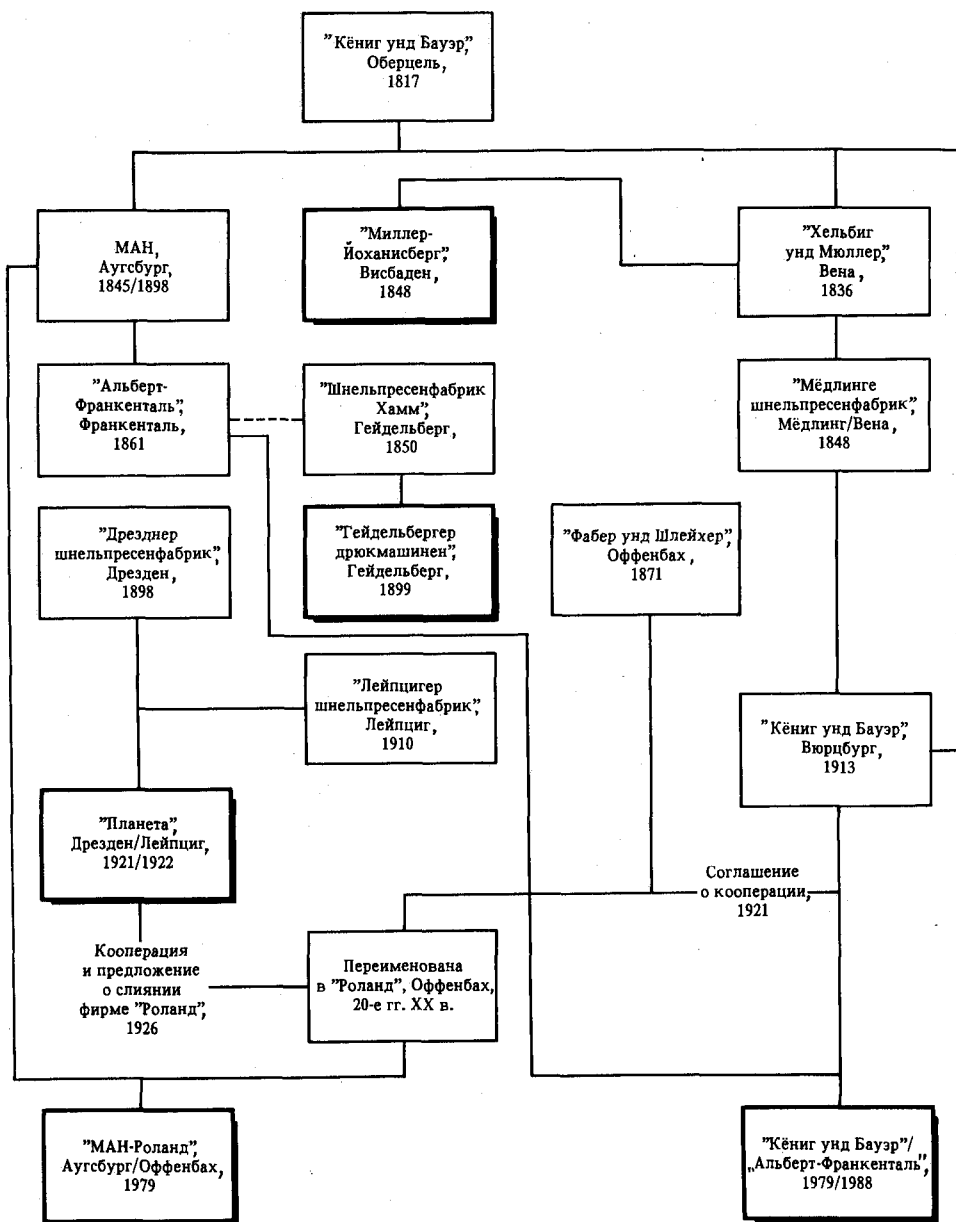 "Кёниг унд Бауэр,"
Оберцель,
1817
МАН,
Аугсбург,
1845/1898
"Миллер-
Йоханисберг",
Висбаден,
1848
"Хельбиг
унд Мюллер,"
Вена,
1836
"Альберт-
Франкенталь",
Франкенталь,
1861
"Шнельпресенфабрик
Хамм",
Гейдельберг,
1850
"Мёдлинге
шнельпресенфабрик",
Мёдлинг/Вена,
1848
"Дрезднер
шнельпресенфабрик",
Дрезден,
1898
"Гейдельбергер
дрюкмашинен",
Гейдельберг,
1899
"Фабер унд Шлейхер",
Оффенбах,
1871
"Лейпцигер
шнельпресенфабрик",
Лейпциг,
1910
"Кёниг унд Бауэр",
Вюрцбург,
1913
"Планета",
Дрезден/Лейпциг,
1921/1922
Соглашение
о кооперации,
1921
Кооперация
и предложение
о слиянии
фирме "Роланд",
1926
Переименована
в "Роланд", Оффенбах,
20-е гг. XX в.
"МАН-Роланд",
Аугсбург/Оффенбах,
1979
"Кёниг унд Бауэр"/
„Альберт-Франкенталь",
1979/1988